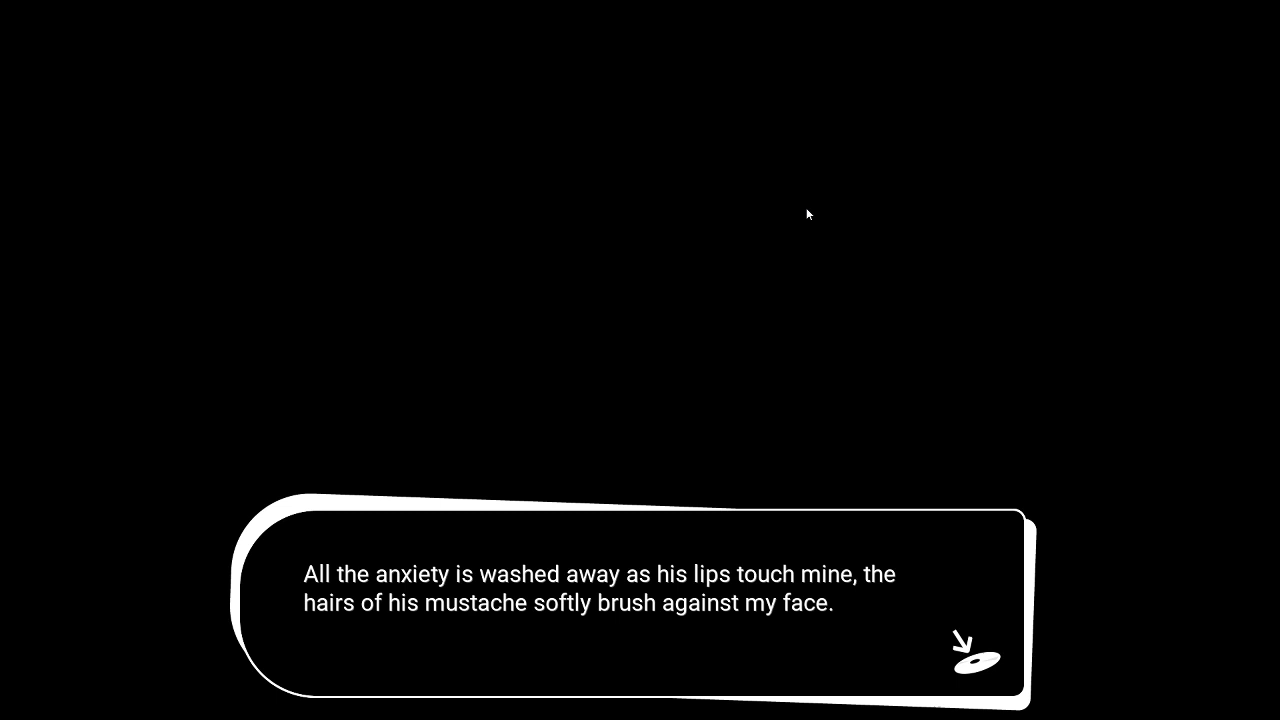 All the anxiety is washed away as his lips touch mine, the
hairs of his mustache softly brush against my face.